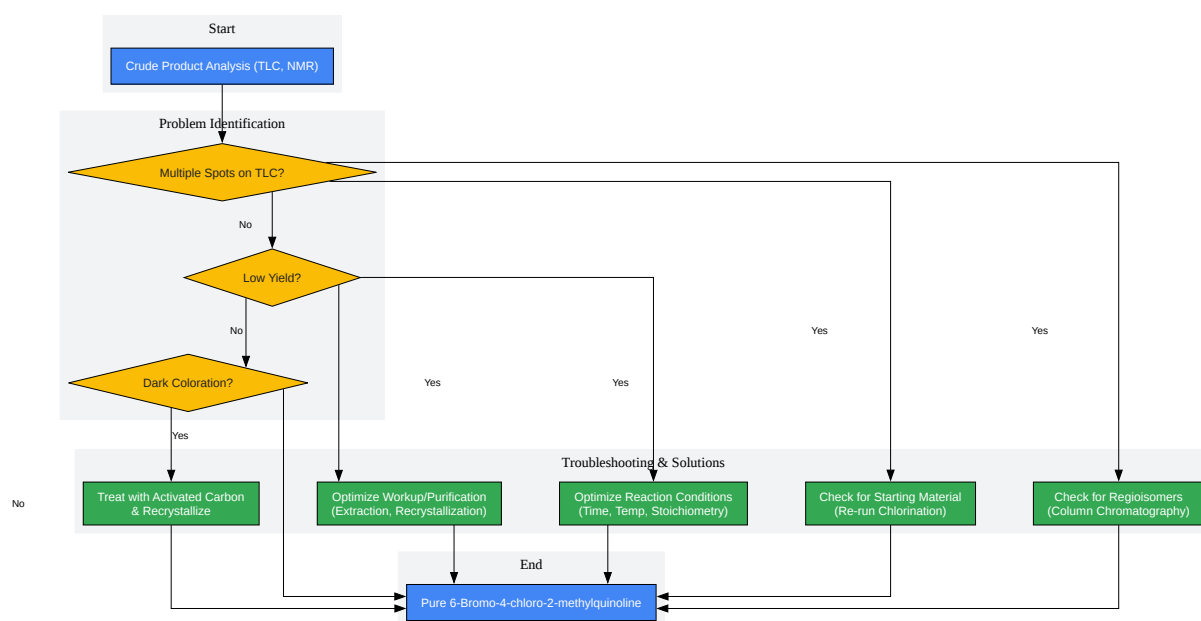 Start
Crude Product Analysis (TLC, NMR)
Problem Identification
Multiple Spots on TLC?
No
Low Yield?
No
Yes
Yes
Dark Coloration?
Yes
Yes
Yes
Troubleshooting & Solutions
Treat with Activated Carbon
& Recrystallize
Optimize Workup/Purification
(Extraction, Recrystallization)
Optimize Reaction Conditions
(Time, Temp, Stoichiometry)
Check for Starting Material
(Re-run Chlorination)
Check for Regioisomers
(Column Chromatography)
No
End
Pure 6-Bromo-4-chloro-2-methylquinoline